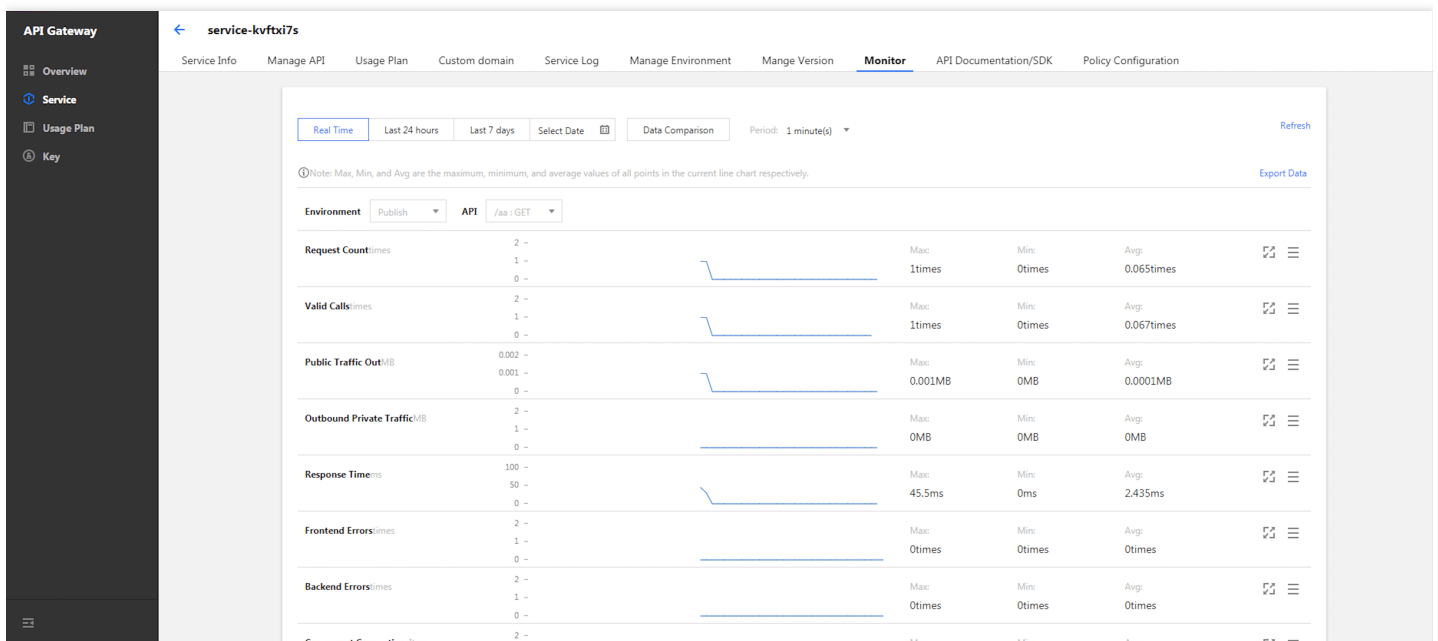 API Gateway
service-kvftxi7s
Service Info Manage API Usage Plan Custom domain Service Log Manage Environment Mange Version Monitor API Documentation/SDK Policy Configuration
Overview
Service
Usage Plan
Key
Real Time Last 24 hours Last 7 days Select Date Data Comparison Period: 1 minute(s) Refresh
Note: Max, Min, and Avg are the maximum, minimum, and average values of all points in the current line chart respectively. Export Data
Environment Publish API /aa : GET
Request Counttimes
2
1
0
Max: Min: Avg:
1times 0times 0.065times
Valid Callstimes
2
1
0
Max: Min: Avg:
1times 0times 0.067times
Public Traffic OutMB
0.002
0.001
0
Max: Min: Avg:
0.001MB 0MB 0.0001MB
Outbound Private TrafficMB
2
1
0
Max: Min: Avg:
0MB 0MB 0MB
Response Timems
100
50
0
Max: Min: Avg:
45.5ms 0ms 2.435ms
Frontend Errorstimes
2
1
0
Max: Min: Avg:
0times 0times 0times
Backend Errorstimes
2
1
0
Max: Min: Avg:
0times 0times 0times
2